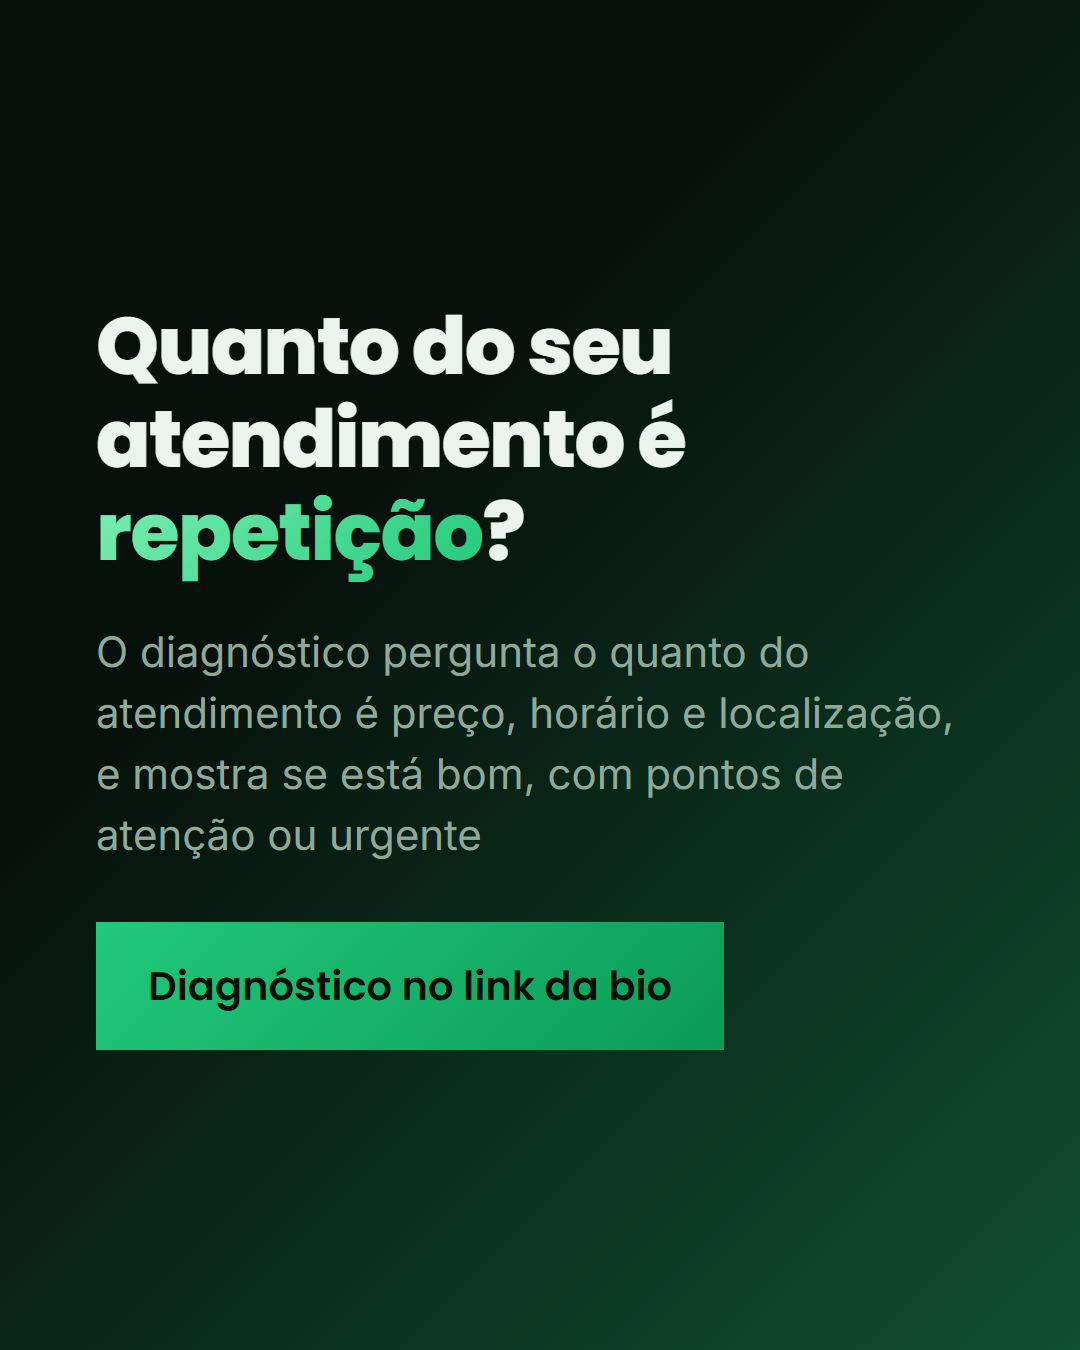 Quanto do seu
atendimento é
repetição?
O diagnóstico pergunta o quanto do
atendimento é preço, horário e localização,
e mostra se está bom, com pontos de
atenção ou urgente
Diagnóstico no link da bio